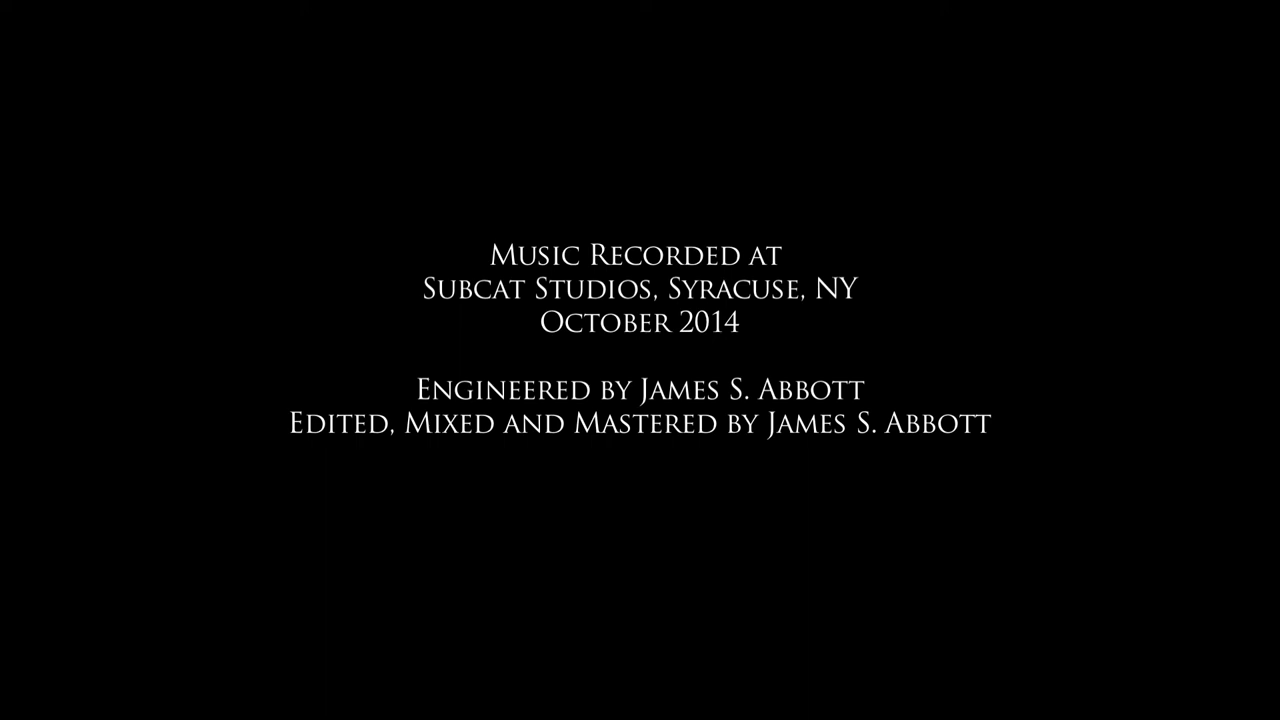 Music Recorded at
Subcat Studios, Syracuse, NY
October 2014
Engineered by James S. Abbott
Edited, Mixed and Mastered by James S. Abbott